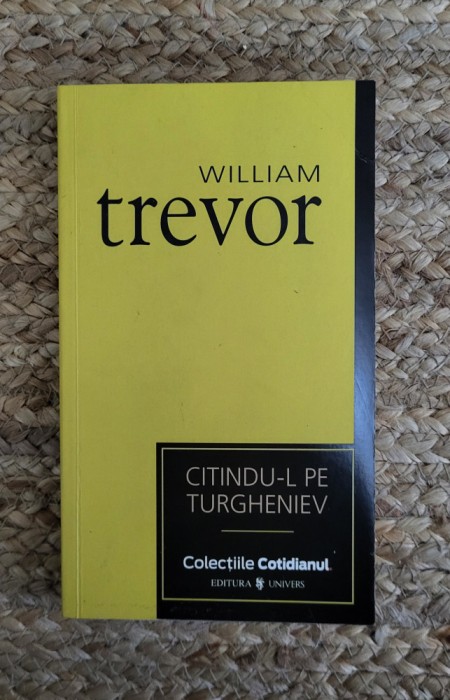 WILLIAM
trevor
CITINDU-L PE
TURGHENIEV
Colecțiile Cotidianul
EDITURA UNIVERS